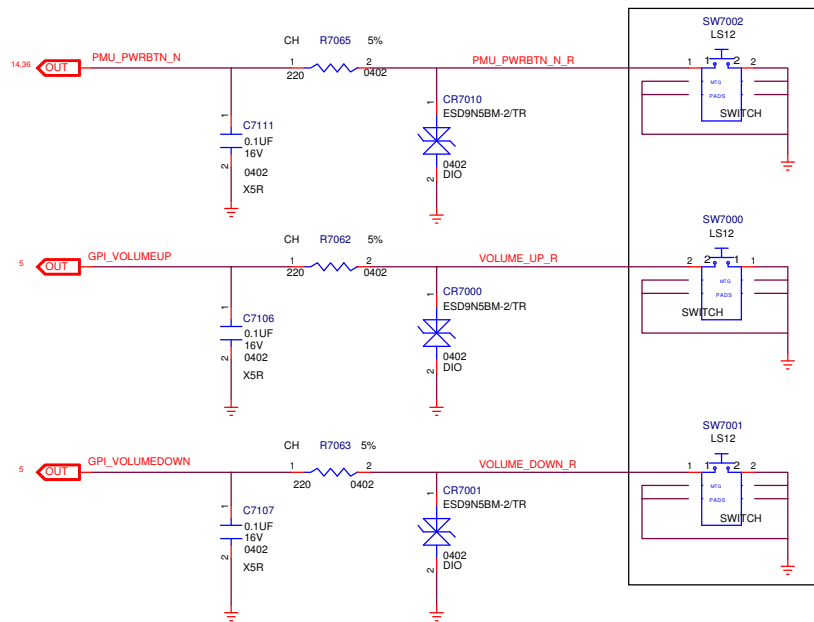 SW7002
LS12
CH R7065 5%
14,36 OUT PMU_PWRBTN_N
1 2
220 0402
PMU_PWRBTN_N_R
1 1 2 2
MTG
PADS
SWITCH
1
C7111
0.1UF
16V
2 0402
X5R
1
CR7010
ESD9N5BM-2/TR
0402
2 DIO
SW7000
LS12
CH R7062 5%
5 OUT GPI_VOLUMEUP
1 2
220 0402
VOLUME_UP_R
2 2 1 1
MTG
PADS
SWITCH
1
C7106
0.1UF
16V
2 0402
X5R
1
CR7000
ESD9N5BM-2/TR
0402
2 DIO
SW7001
LS12
CH R7063 5%
5 OUT GPI_VOLUMEDOWN
1 2
220 0402
VOLUME_DOWN_R
1 1 2 2
MTG
PADS
SWITCH
1
C7107
0.1UF
16V
2 0402
X5R
1
CR7001
ESD9N5BM-2/TR
0402
2 DIO